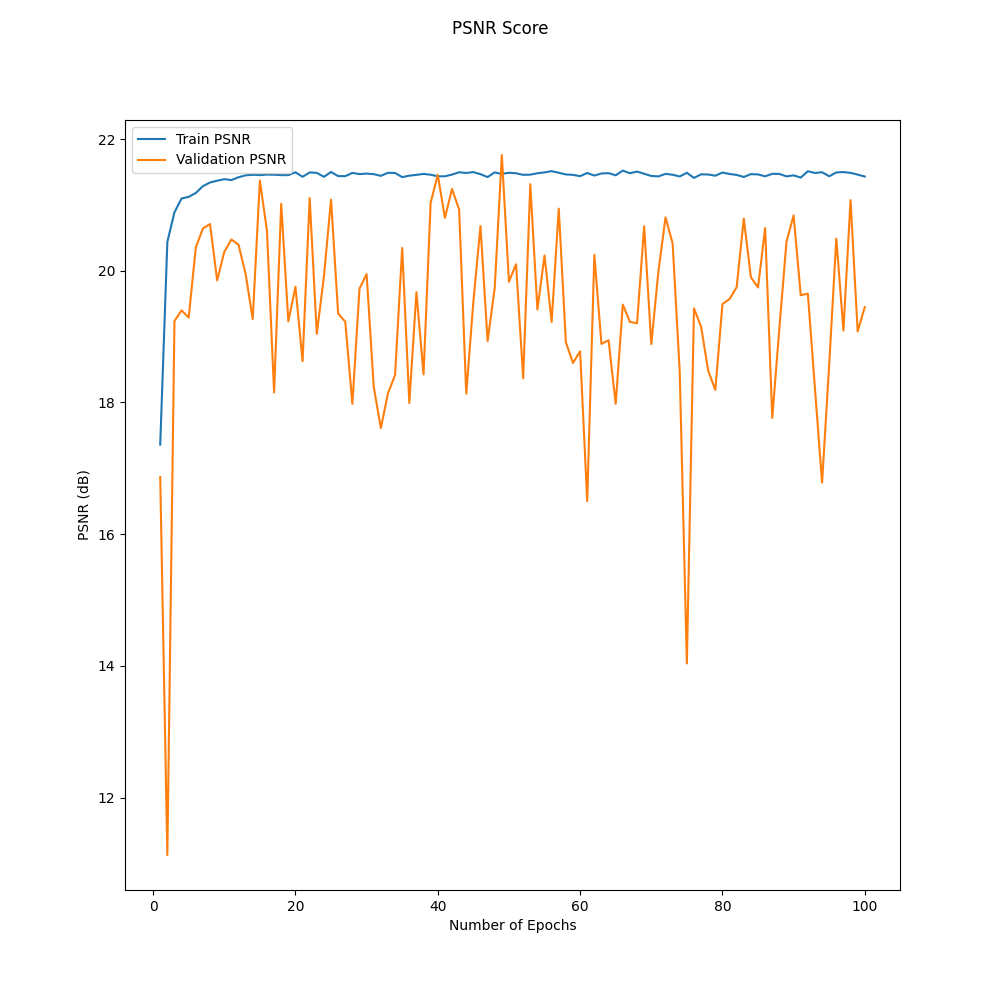 PSNR Score
Train PSNR
Validation PSNR
22
20
18
16
14
12
PSNR (dB)
0 20 40 60 80 100
Number of Epochs